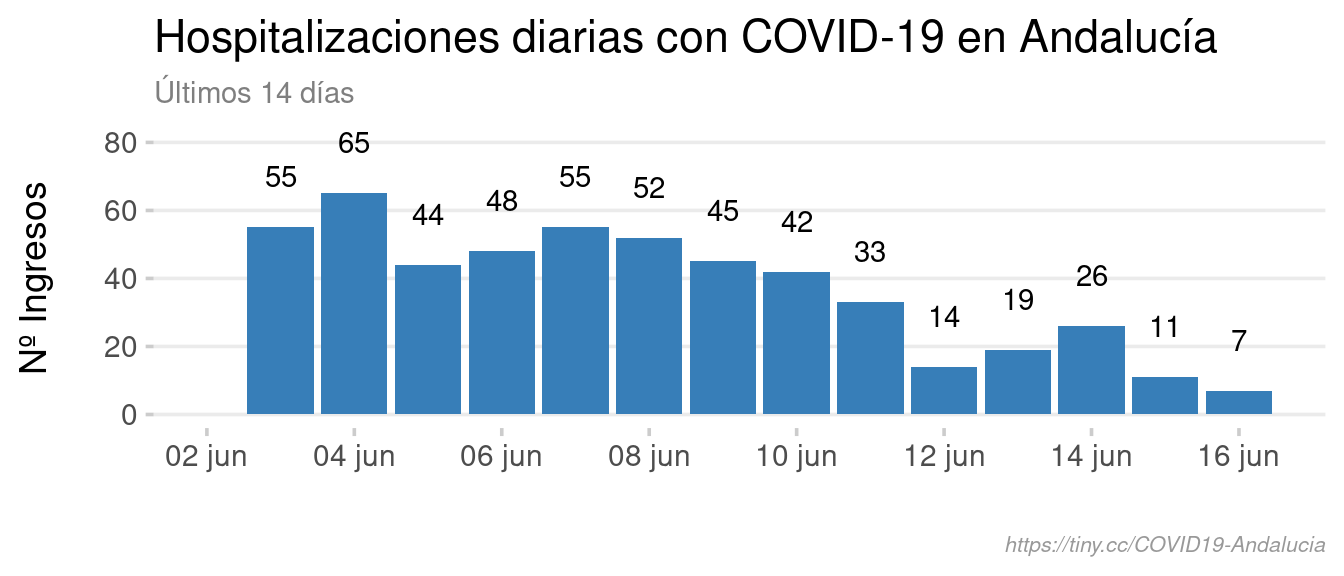 Hospitalizaciones diarias con COVID-19 en Andalucía
Últimos 14 días
Nº Ingresos
80
60
40
20
0
55
65
44
48
55
52
45
42
33
14
19
26
11
7
02 jun
04 jun
06 jun
08 jun
10 jun
12 jun
14 jun
16 jun
https://tiny.cc/COVID19-Andalucia